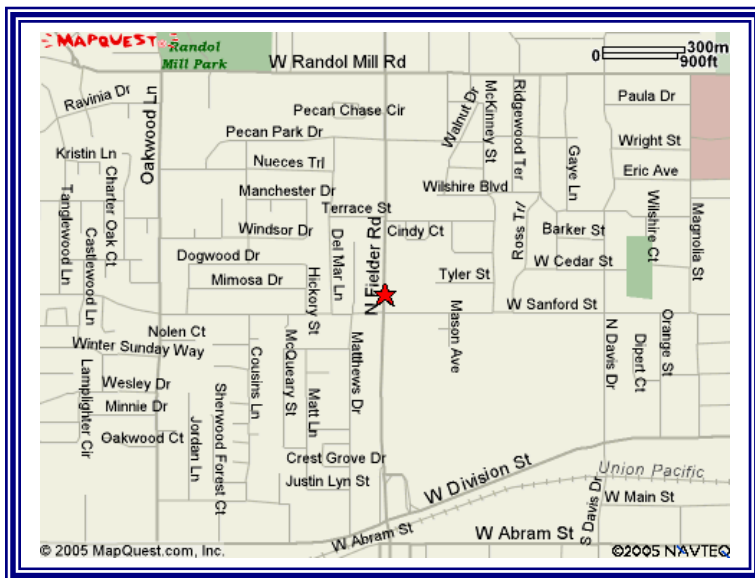 MAPQUEST
Randol
Mill Park
W Randol Mill Rd
0
300m
900ft
Ravinia Dr
Oakwood Ln
Pecan Chase Cir
Walnut Dr
McKinney St
Ridgewood Ter
Paula Dr
Pecan Park Dr
Wright St
Kristin Ln
Nueces Trl
Gaye Ln
Eric Ave
Charter Oak Ct
Manchester Dr
Wilshire Blvd
Tanglewood Ln
Terrace St
Wilshire Ct
Magnolia St
Castlewood Ln
Windsor Dr
Del Mar Ln
N Fielder Rd
Cindy Ct
Ross Trl
Barker St
Dogwood Dr
W Cedar St
Mimosa Dr
Hickory St
Tyler St
W Sanford St
Mason Ave
Nolen Ct
Winter Sunday Way
Cousins Ln
McQueary St
Matthews Dr
N Davis Dr
Dipert Ct
Orange St
Lamplighter Cir
Wesley Dr
Minnie Dr
Jordan Ln
Sherwood Forest Ct
Matt Ln
Oakwood Ct
Crest Grove Dr
Justin Lyn St
W Division St
Union Pacific
S Davis Dr
W Main St
W Abram St
W Abram St
© 2005 MapQuest.com, Inc.
©2005 NAVTEQ